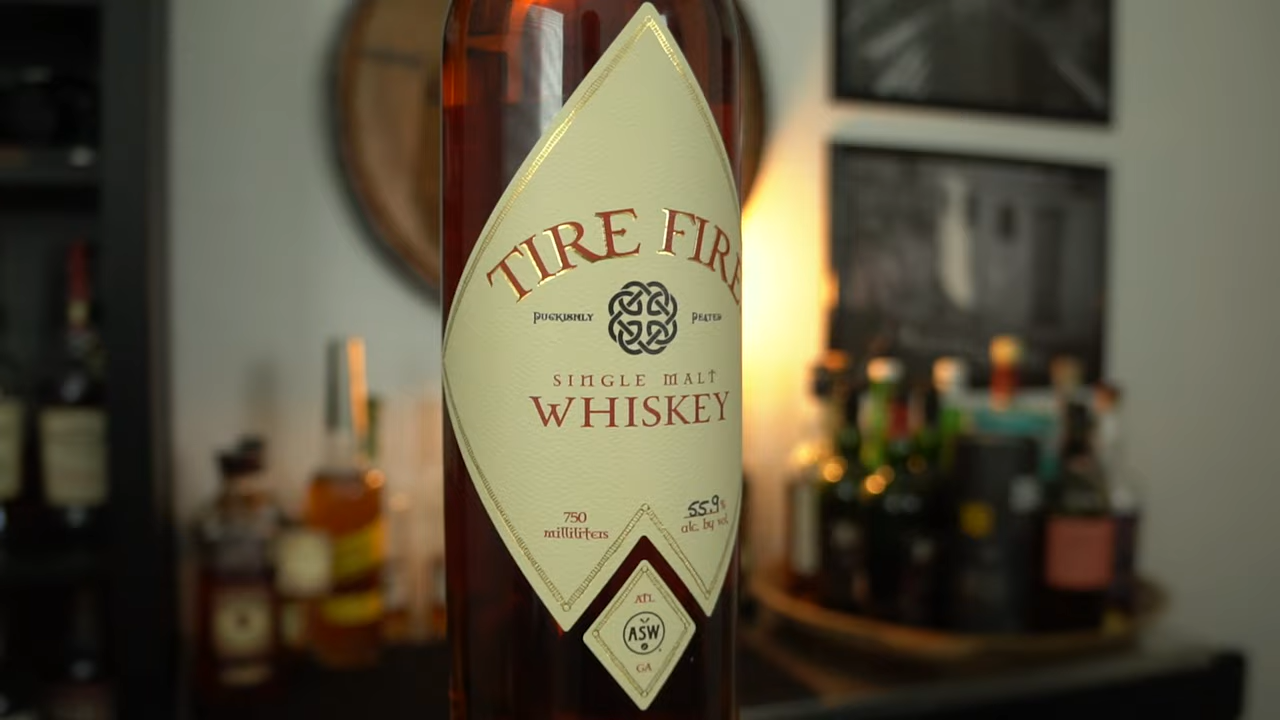 TIRE FIRE
PUCKISHLY PEATED
SINGLE MALT
WHISKEY
750
milliliters
55.9%
alc. by vol.
ATL
ASW
GA